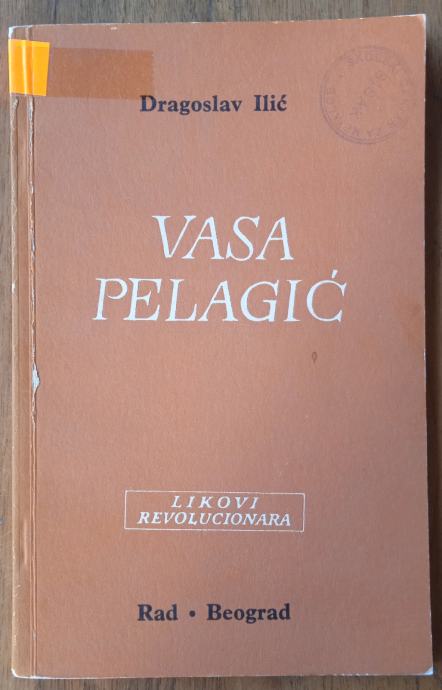 Dragoslav Ilić
VASA
PELAGIĆ
LIKOVI
REVOLUCIONARA
Rad • Beograd